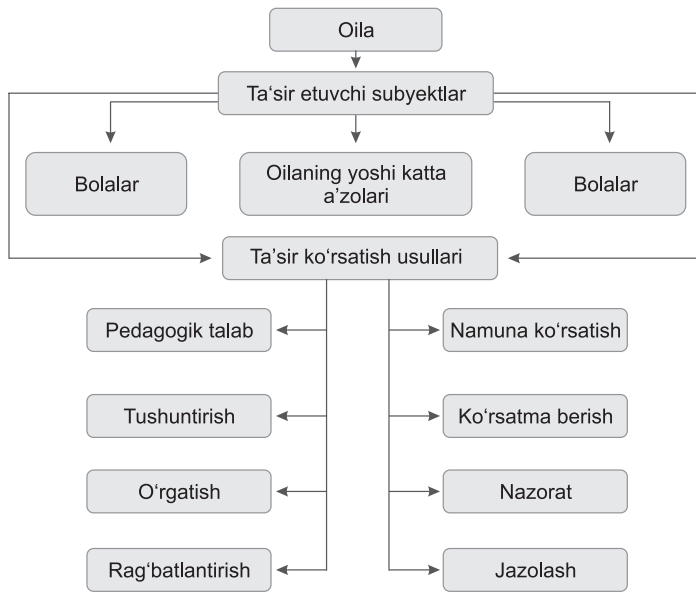 Oila
Ta‘sir etuvchi subyektlar
Bolalar
Oilaning yoshi katta
a’zolari
Bolalar
Ta’sir ko‘rsatish usullari
Pedagogik talab
Namuna ko‘rsatish
Tushuntirish
Ko‘rsatma berish
O‘rgatish
Nazorat
Rag‘batlantirish
Jazolash